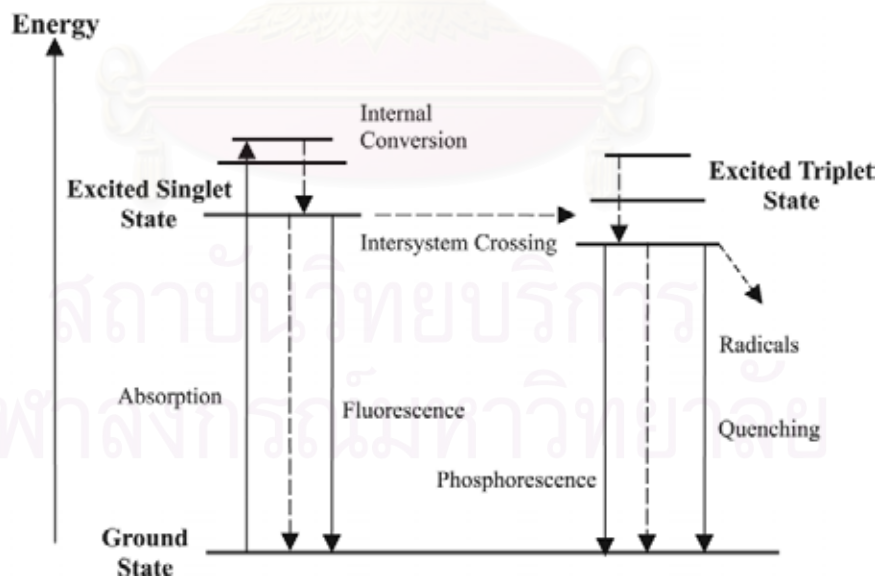 Energy
Internal
Conversion
Excited Singlet
State
Excited Triplet
State
Intersystem Crossing
Radicals
Absorption
Fluorescence
Quenching
Phosphorescence
Ground
State
สถาบันวิทยบริการ
จุฬาลงกรณ์มหาวิทยาลัย